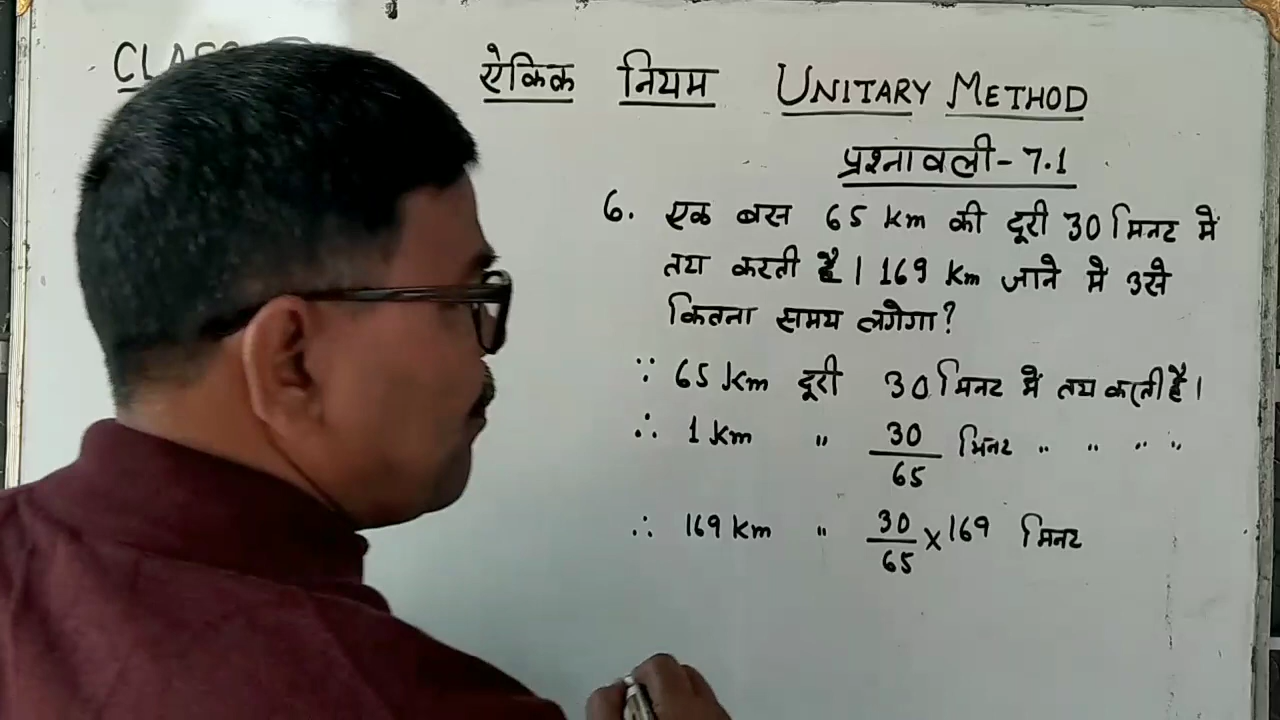 ऐकिक नियम UNITARY METHOD
प्रश्नावली-7.1
6. एक बस 65 km की दूरी 30 मिनट में
तय करती है। 169 km जाने में उसे
कितना समय लगेगा?
∵ 65 km दूरी 30 मिनट में तय करती है।
∴ 1 km " 30/65 मिनट " " " "
∴ 169 km " 30/65 × 169 मिनट